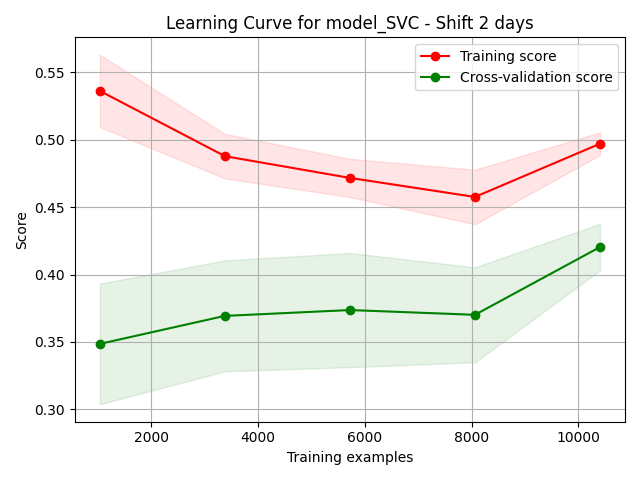 Learning Curve for model_SVC - Shift 2 days
Training score
Cross-validation score
Score
0.55
0.50
0.45
0.40
0.35
0.30
2000 4000 6000 8000 10000
Training examples